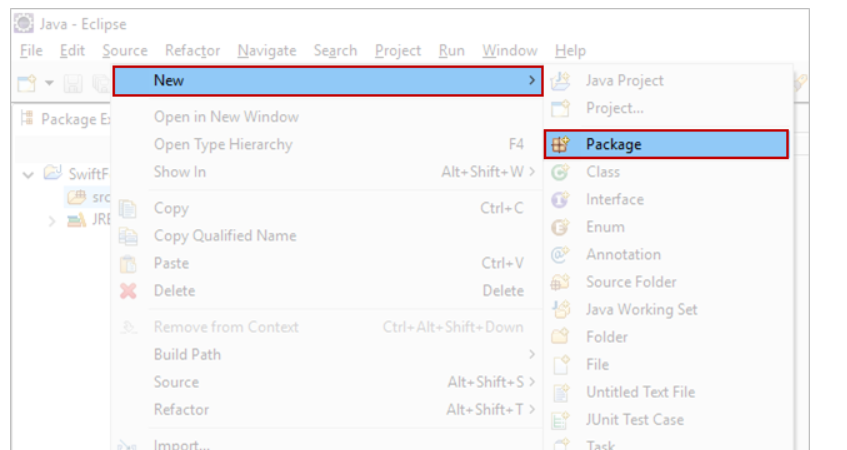 Java - Eclipse
File Edit Source Refactor Navigate Search Project Run Window Help
New >
Package
Open in New Window
Open Type Hierarchy F4
Show In Alt+Shift+W >
Copy Ctrl+C
Copy Qualified Name
Paste Ctrl+V
Delete Delete
Remove from Context Ctrl+Alt+Shift+Down
Build Path >
Source Alt+Shift+S >
Refactor Alt+Shift+T >
Import...
Java Project
Project...
Package
Class
Interface
Enum
Annotation
Source Folder
Java Working Set
Folder
File
Untitled Text File
JUnit Test Case
Task
src